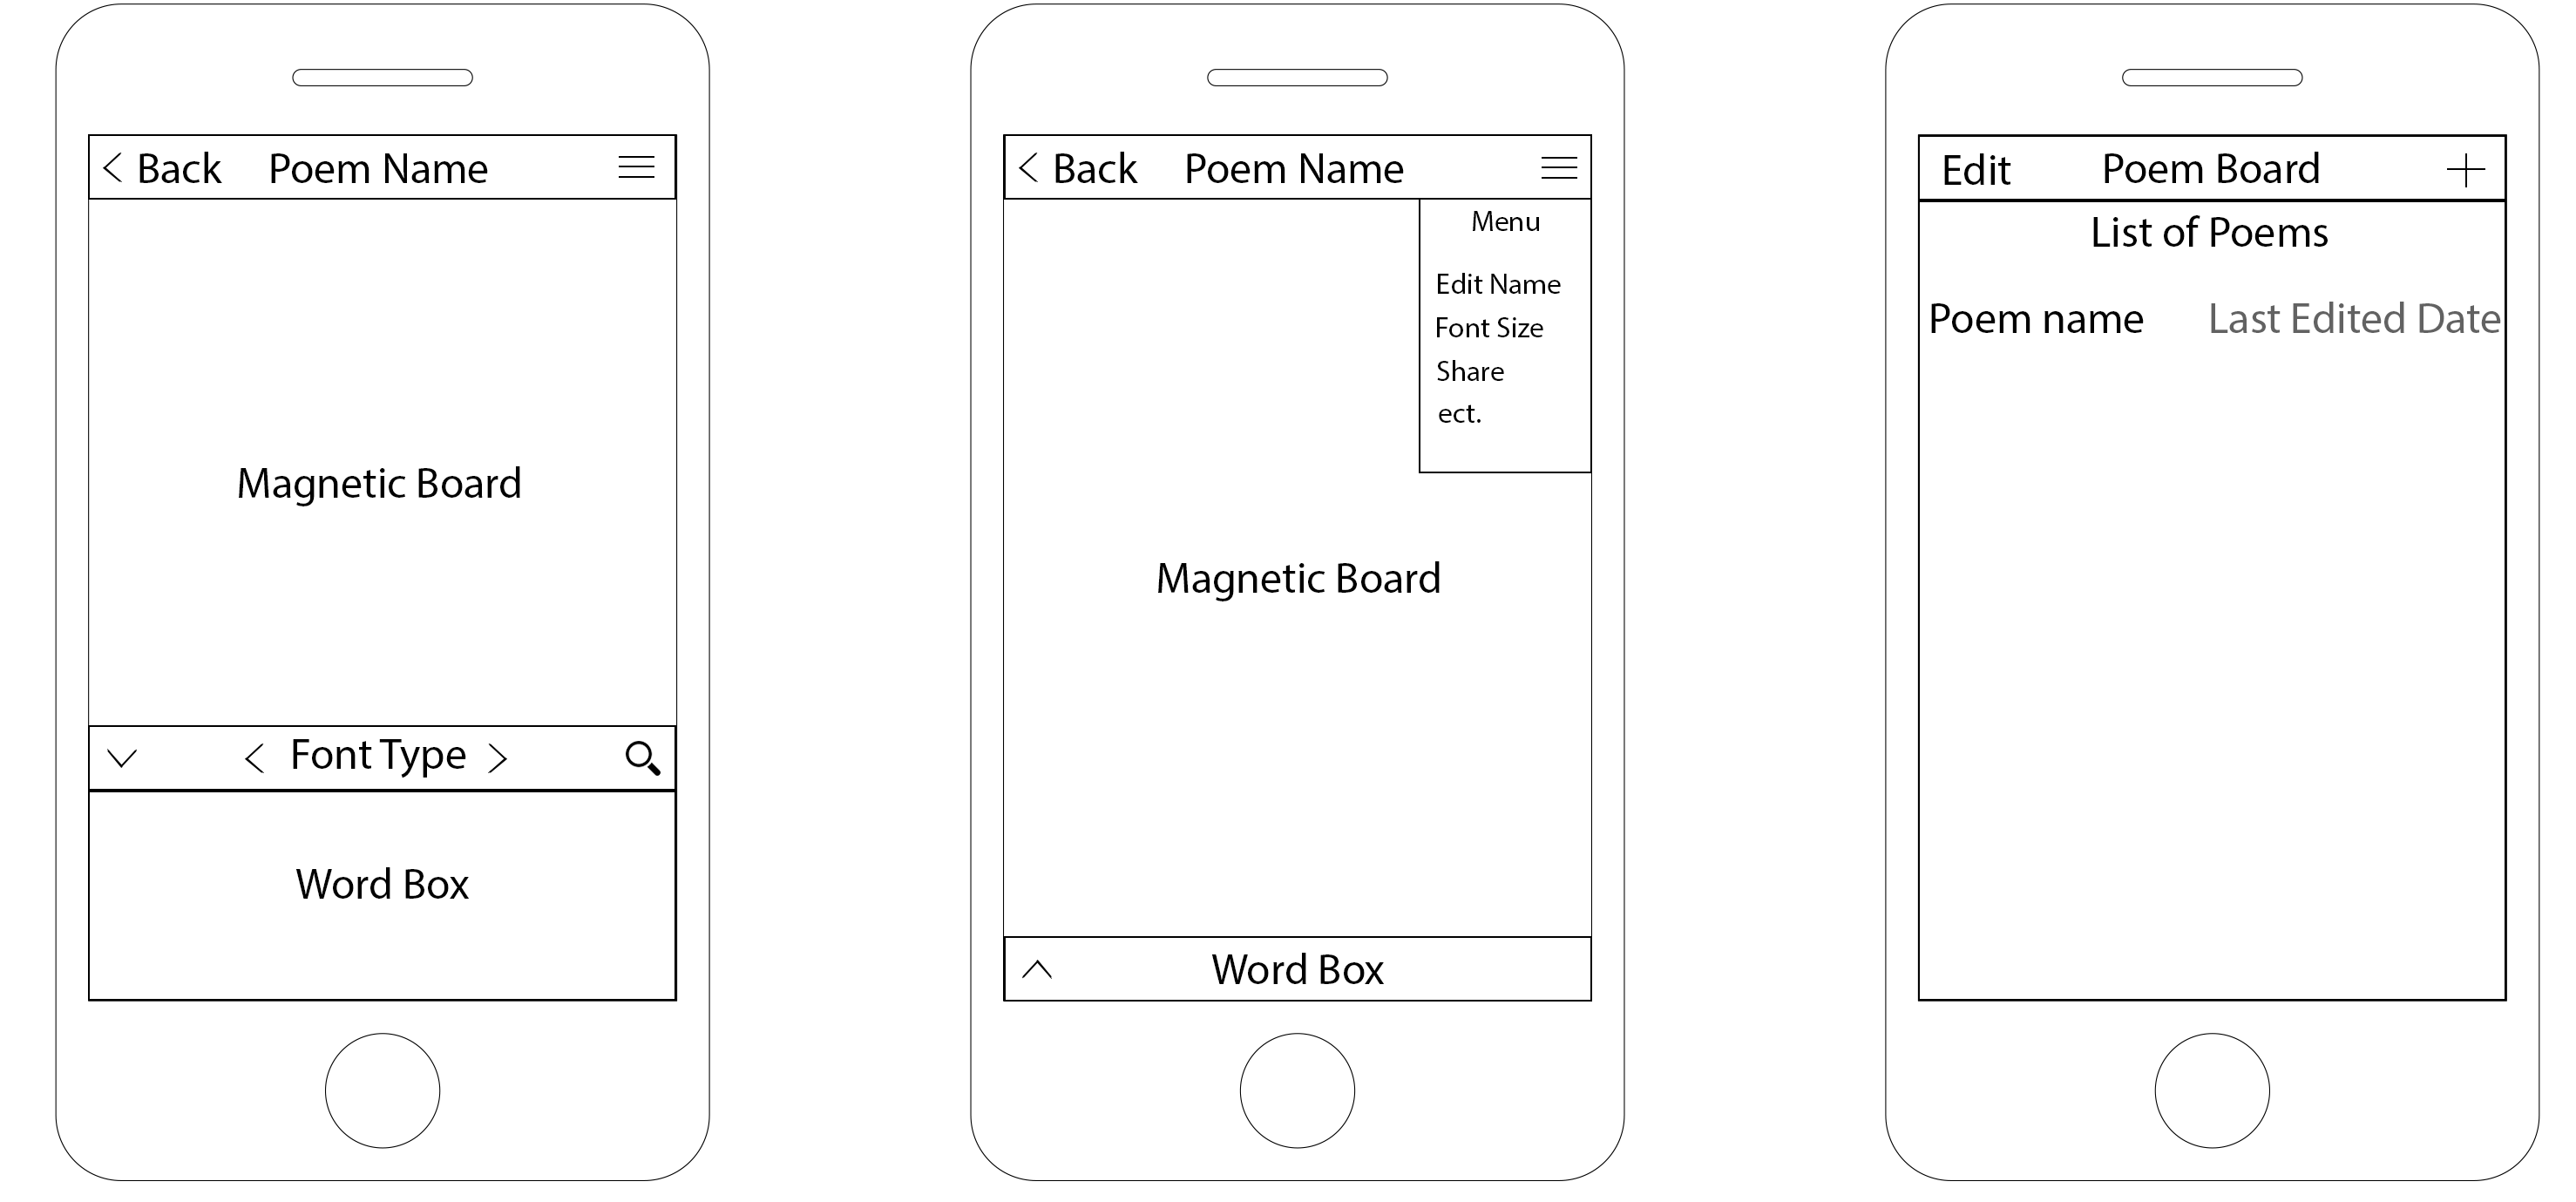 Back Poem Name
Magnetic Board
Font Type
Word Box
Back Poem Name
Menu
Edit Name
Font Size
Share
ect.
Magnetic Board
Word Box
Edit Poem Board
List of Poems
Poem name Last Edited Date